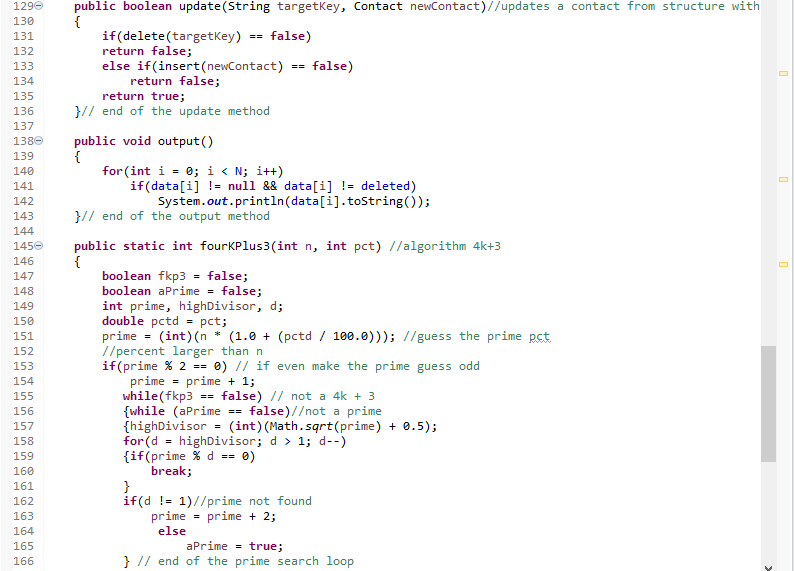 129 public boolean update(String targetKey, Contact newContact)//updates a contact from structure with
130 {
131 if(delete(targetKey) == false)
132 return false;
133 else if(insert(newContact) == false)
134 return false;
135 return true;
136 }// end of the update method
137
138 public void output()
139 {
140 for(int i = 0; i < N; i++)
141 if(data[i] != null && data[i] != deleted)
142 System.out.println(data[i].toString());
143 }// end of the output method
144
145 public static int fourKPlus3(int n, int pct) //algorithm 4k+3
146 {
147 boolean fkp3 = false;
148 boolean aPrime = false;
149 int prime, highDivisor, d;
150 double pctd = pct;
151 prime = (int)(n * (1.0 + (pctd / 100.0))); //guess the prime pct
152 //percent larger than n
153 if(prime % 2 == 0) // if even make the prime guess odd
154 prime = prime + 1;
155 while(fkp3 == false) // not a 4k + 3
156 {while (aPrime == false)//not a prime
157 {highDivisor = (int)(Math.sqrt(prime) + 0.5);
158 for(d = highDivisor; d > 1; d--)
159 {if(prime % d == 0)
160 break;
161 }
162 if(d != 1)//prime not found
163 prime = prime + 2;
164 else
165 aPrime = true;
166 } // end of the prime search loop